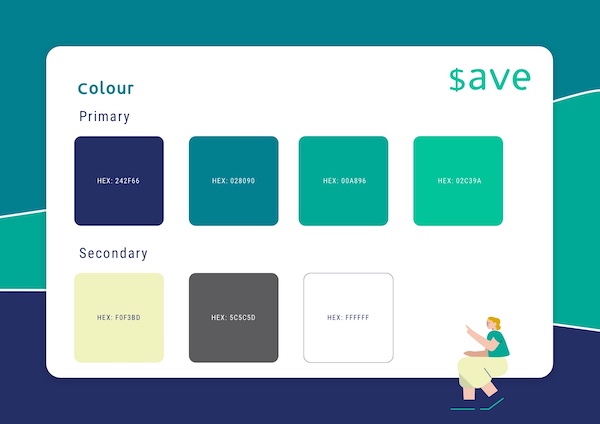 $ave
Colour
Primary
HEX: 242F66
HEX: 028090
HEX: 00A896
HEX: 02C39A
Secondary
HEX: F0F3BD
HEX: 5C5C5D
HEX: FFFFFF